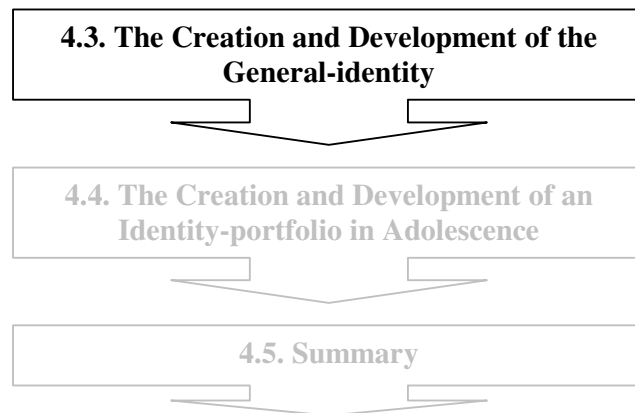 4.3. The Creation and Development of the
General-identity
4.4. The Creation and Development of an
Identity-portfolio in Adolescence
4.5. Summary